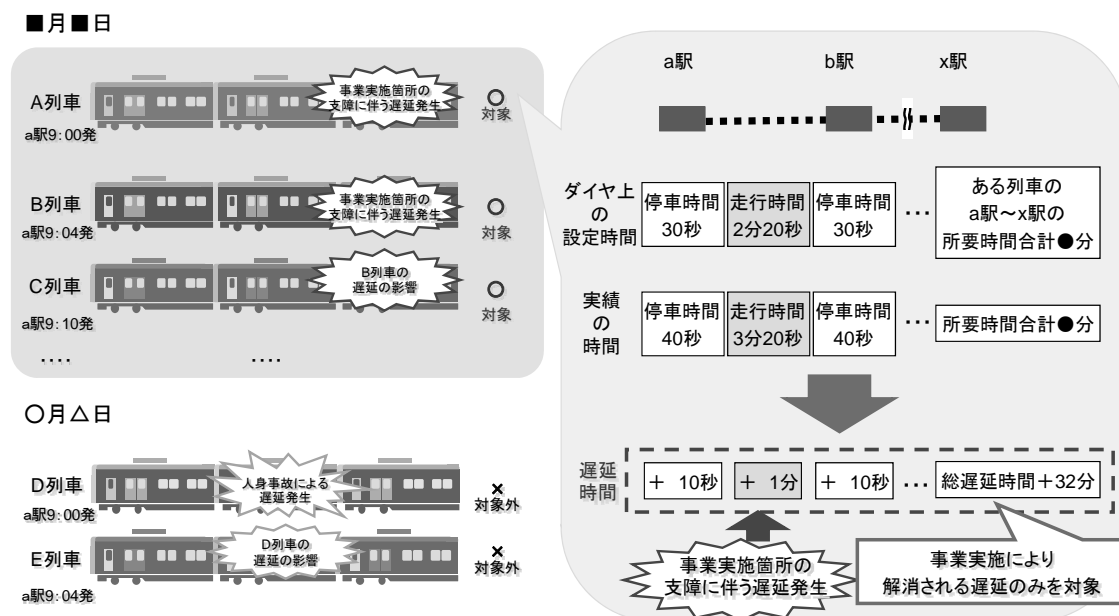 ■月■日
A列車
a駅9:00発
事業実施箇所の
支障に伴う遅延発生
○
対象
B列車
a駅9:04発
事業実施箇所の
支障に伴う遅延発生
○
対象
C列車
a駅9:10発
B列車の
遅延の影響
○
対象
‥‥
‥‥
○月△日
D列車
a駅9:00発
人身事故による
遅延発生
×
対象外
E列車
a駅9:04発
D列車の
遅延の影響
×
対象外
a駅 b駅 x駅
ダイヤ上
の
設定時間
停車時間
30秒
走行時間
2分20秒
停車時間
30秒
…
ある列車の
a駅~x駅の
所要時間合計●分
実績
の
時間
停車時間
40秒
走行時間
3分20秒
停車時間
40秒
…
所要時間合計●分
遅延
時間
+ 10秒
+ 1分
+ 10秒
…
総遅延時間+32分
事業実施箇所の
支障に伴う遅延発生
事業実施により
解消される遅延のみを対象